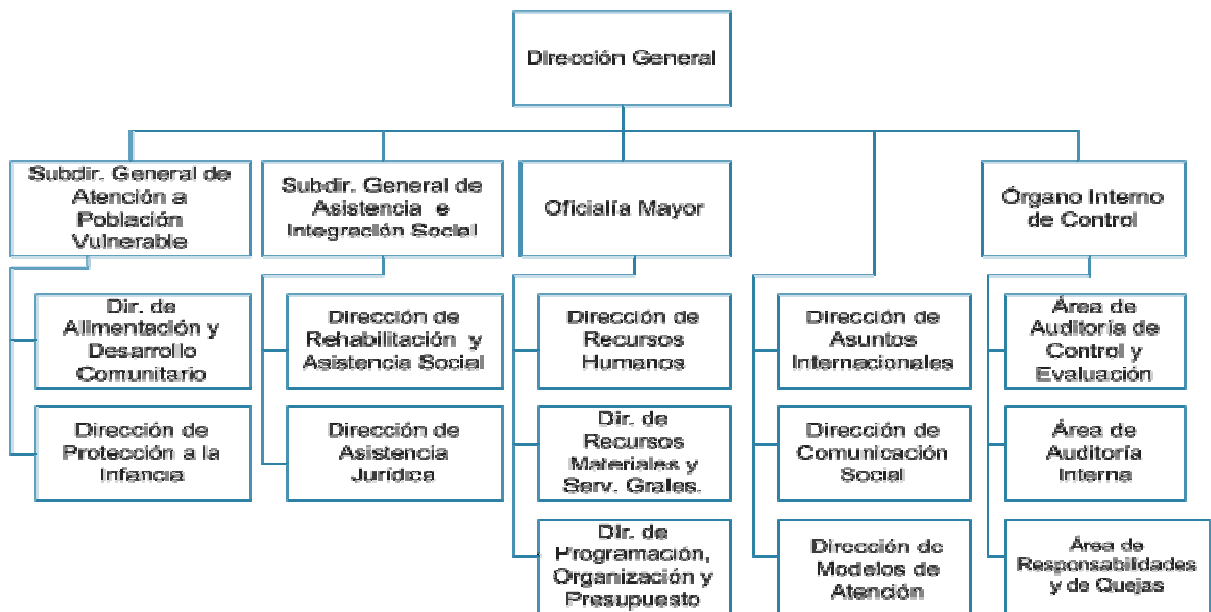 Dirección General
Subdir. General de
Atención a
Población
Vulnerable
Subdir. General de
Asistencia e
Integración Social
Oficialía Mayor
Órgano Interno
de Control
Dir. de
Alimentación y
Desarrollo
Comunitario
Dirección de
Protección a la
Infancia
Dirección de
Rehabilitación y
Asistencia Social
Dirección de
Asistencia
Jurídica
Dirección de
Recursos
Humanos
Dir. de
Recursos
Materiales y
Serv. Grales.
Dir. de
Programación,
Organización y
Presupuesto
Dirección de
Asuntos
Internacionales
Dirección de
Comunicación
Social
Dirección de
Modelos de
Atención
Área de
Auditoría de
Control y
Evaluación
Área de
Auditoría
Interna
Área de
Responsabilidades
y de Quejas